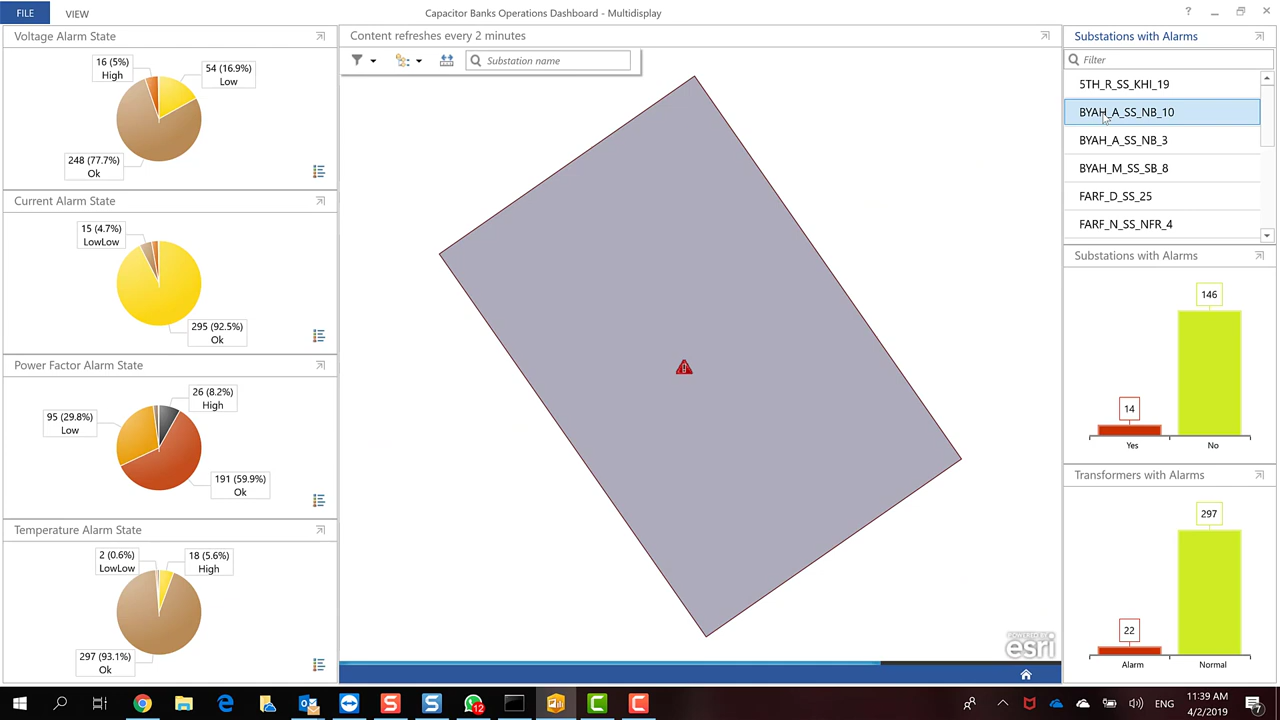 FILE
VIEW
Capacitor Banks Operations Dashboard - Multidisplay
?
Voltage Alarm State
16 (5%)
High
54 (16.9%)
Low
248 (77.7%)
Ok
Current Alarm State
15 (4.7%)
LowLow
295 (92.5%)
Ok
Power Factor Alarm State
26 (8.2%)
High
95 (29.8%)
Low
191 (59.9%)
Ok
Temperature Alarm State
2 (0.6%)
LowLow
18 (5.6%)
High
297 (93.1%)
Ok
Content refreshes every 2 minutes
Substation name
POWERED BY
esri
Substations with Alarms
Filter
5TH_R_SS_KHI_19
BYAH_A_SS_NB_10
BYAH_A_SS_NB_3
BYAH_M_SS_SB_8
FARF_D_SS_25
FARF_N_SS_NFR_4
Substations with Alarms
146
14
Yes
No
Transformers with Alarms
297
22
Alarm
Normal
12
ENG
11:39 AM
4/2/2019
7